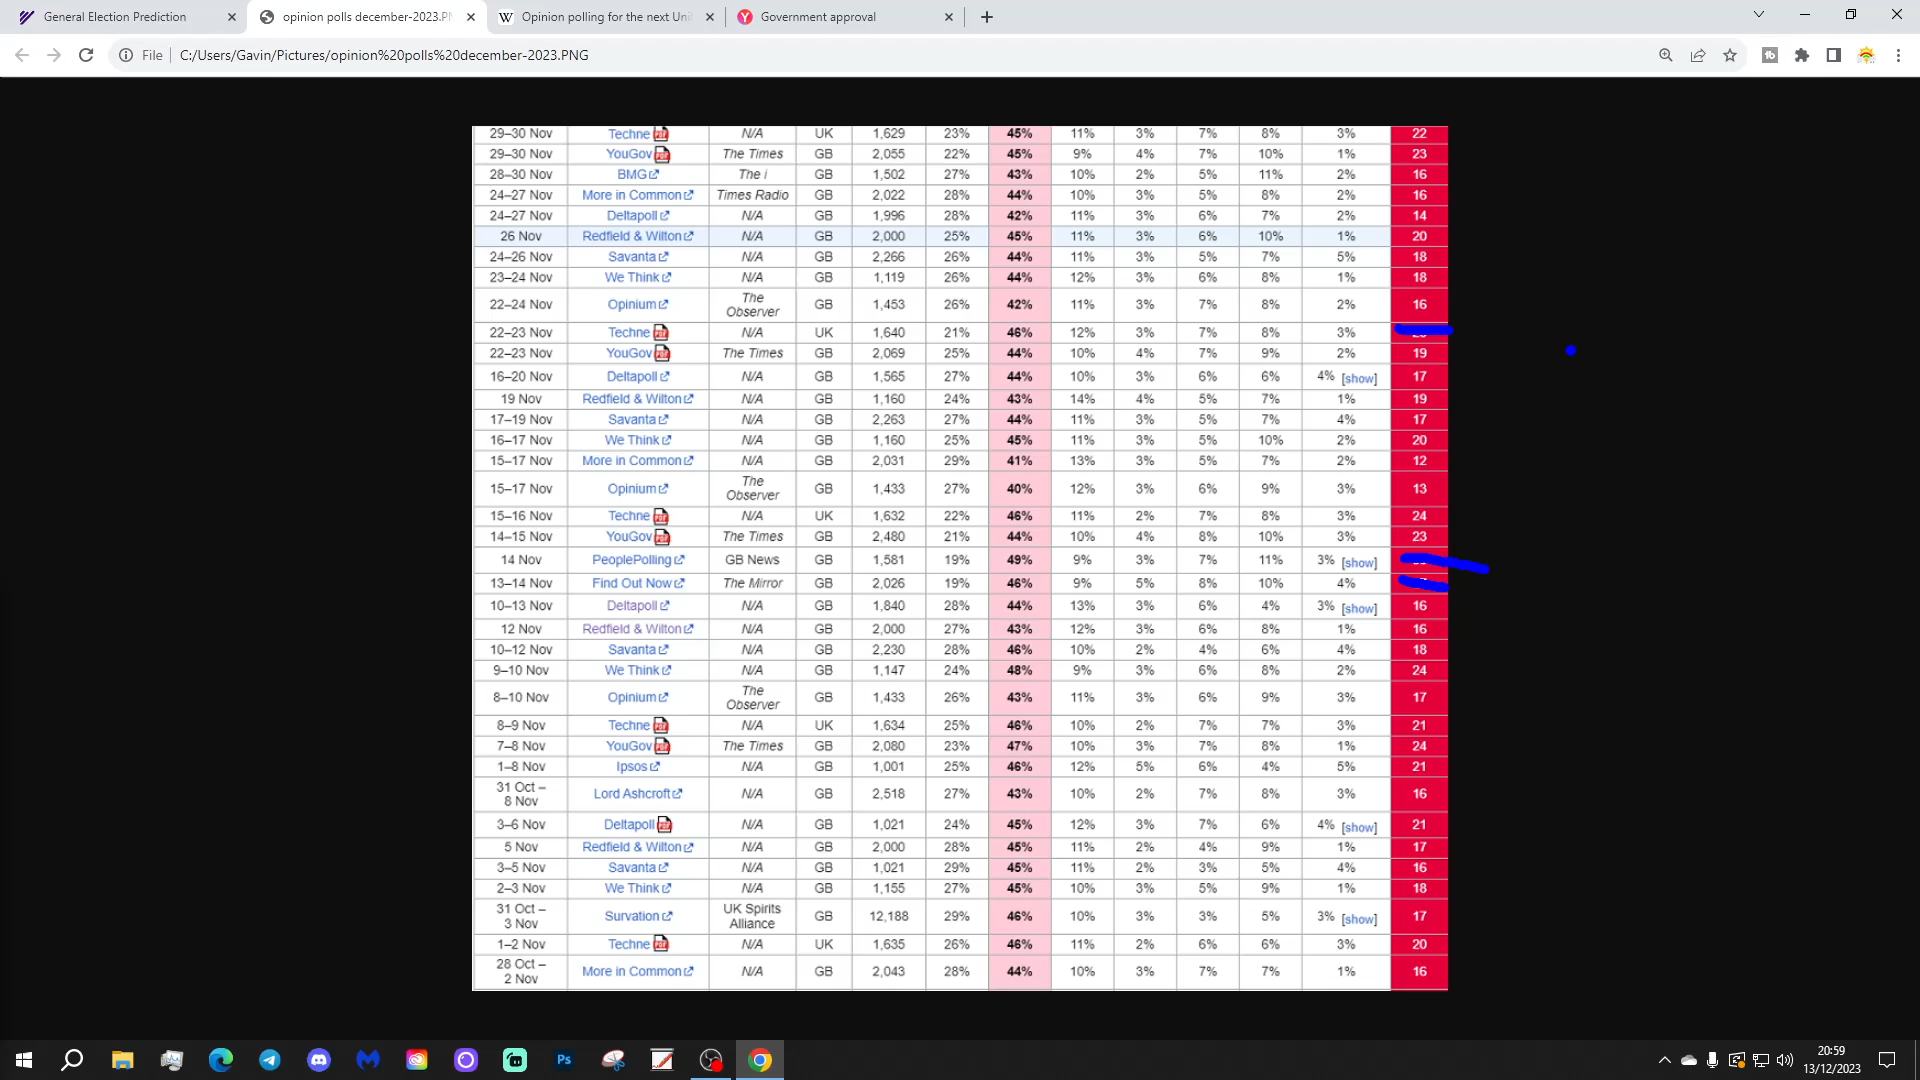 General Election Prediction
opinion polls december-2023.P
Opinion polling for the next Uni
Government approval
File
C:/Users/Gavin/Pictures/opinion%20polls%20december-2023.PNG
29–30 Nov Techne N/A UK 1,629 23% 45% 11% 3% 7% 8% 3% 22
29–30 Nov YouGov The Times GB 2,055 22% 45% 9% 4% 7% 10% 1% 23
28–30 Nov BMG The i GB 1,502 27% 43% 10% 2% 5% 11% 2% 16
24–27 Nov More in Common Times Radio GB 2,022 28% 44% 10% 3% 5% 8% 2% 16
24–27 Nov Deltapoll N/A GB 1,996 28% 42% 11% 3% 6% 7% 2% 14
26 Nov Redfield & Wilton N/A GB 2,000 25% 45% 11% 3% 6% 10% 1% 20
24–26 Nov Savanta N/A GB 2,266 26% 44% 11% 3% 5% 7% 5% 18
23–24 Nov We Think N/A GB 1,119 26% 44% 12% 3% 6% 8% 1% 18
22–24 Nov Opinium The Observer GB 1,453 26% 42% 11% 3% 7% 8% 2% 16
22–23 Nov Techne N/A UK 1,640 21% 46% 12% 3% 7% 8% 3%
22–23 Nov YouGov The Times GB 2,069 25% 44% 10% 4% 7% 9% 2% 19
16–20 Nov Deltapoll N/A GB 1,565 27% 44% 10% 3% 6% 6% 4% [show] 17
19 Nov Redfield & Wilton N/A GB 1,160 24% 43% 14% 4% 5% 7% 1% 19
17–19 Nov Savanta N/A GB 2,263 27% 44% 11% 3% 5% 7% 4% 17
16–17 Nov We Think N/A GB 1,160 25% 45% 11% 3% 5% 10% 2% 20
15–17 Nov More in Common N/A GB 2,031 29% 41% 13% 3% 5% 7% 2% 12
15–17 Nov Opinium The Observer GB 1,433 27% 40% 12% 3% 6% 9% 3% 13
15–16 Nov Techne N/A UK 1,632 22% 46% 11% 2% 7% 8% 3% 24
14–15 Nov YouGov The Times GB 2,480 21% 44% 10% 4% 8% 10% 3% 23
14 Nov PeoplePolling GB News GB 1,581 19% 49% 9% 3% 7% 11% 3% [show]
13–14 Nov Find Out Now The Mirror GB 2,026 19% 46% 9% 5% 8% 10% 4%
10–13 Nov Deltapoll N/A GB 1,840 28% 44% 13% 3% 6% 4% 3% [show] 16
12 Nov Redfield & Wilton N/A GB 2,000 27% 43% 12% 3% 6% 8% 1% 16
10–12 Nov Savanta N/A GB 2,230 28% 46% 10% 2% 4% 6% 4% 18
9–10 Nov We Think N/A GB 1,147 24% 48% 9% 3% 6% 8% 2% 24
8–10 Nov Opinium The Observer GB 1,433 26% 43% 11% 3% 6% 9% 3% 17
8–9 Nov Techne N/A UK 1,634 25% 46% 10% 2% 7% 7% 3% 21
7–8 Nov YouGov The Times GB 2,080 23% 47% 10% 3% 7% 8% 1% 24
1–8 Nov Ipsos N/A GB 1,001 25% 46% 12% 5% 6% 4% 5% 21
31 Oct – 8 Nov Lord Ashcroft N/A GB 2,518 27% 43% 10% 2% 7% 8% 3% 16
3–6 Nov Deltapoll N/A GB 1,021 24% 45% 12% 3% 7% 6% 4% [show] 21
5 Nov Redfield & Wilton N/A GB 2,000 28% 45% 11% 2% 4% 9% 1% 17
3–5 Nov Savanta N/A GB 1,021 29% 45% 11% 2% 3% 5% 4% 16
2–3 Nov We Think N/A GB 1,155 27% 45% 10% 3% 5% 9% 1% 18
31 Oct – 3 Nov Survation UK Spirits Alliance GB 12,188 29% 46% 10% 3% 3% 5% 3% [show] 17
1–2 Nov Techne N/A UK 1,635 26% 46% 11% 2% 6% 6% 3% 20
28 Oct – 2 Nov More in Common N/A GB 2,043 28% 44% 10% 3% 7% 7% 1% 16
Ps
20:59
13/12/2023